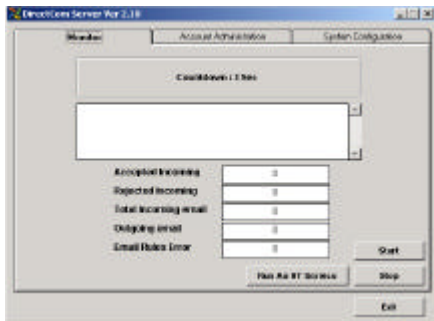 DirectCom Server Ver 2.10
Monitor
Account Administration
System Configuration
Countdown : 3 Sec
Accepted Incoming 0
Rejected Incoming 0
Total Incoming email 0
Outgoing email 0
Email Rules Error 0
Start
Run As NT Service
Stop
Exit